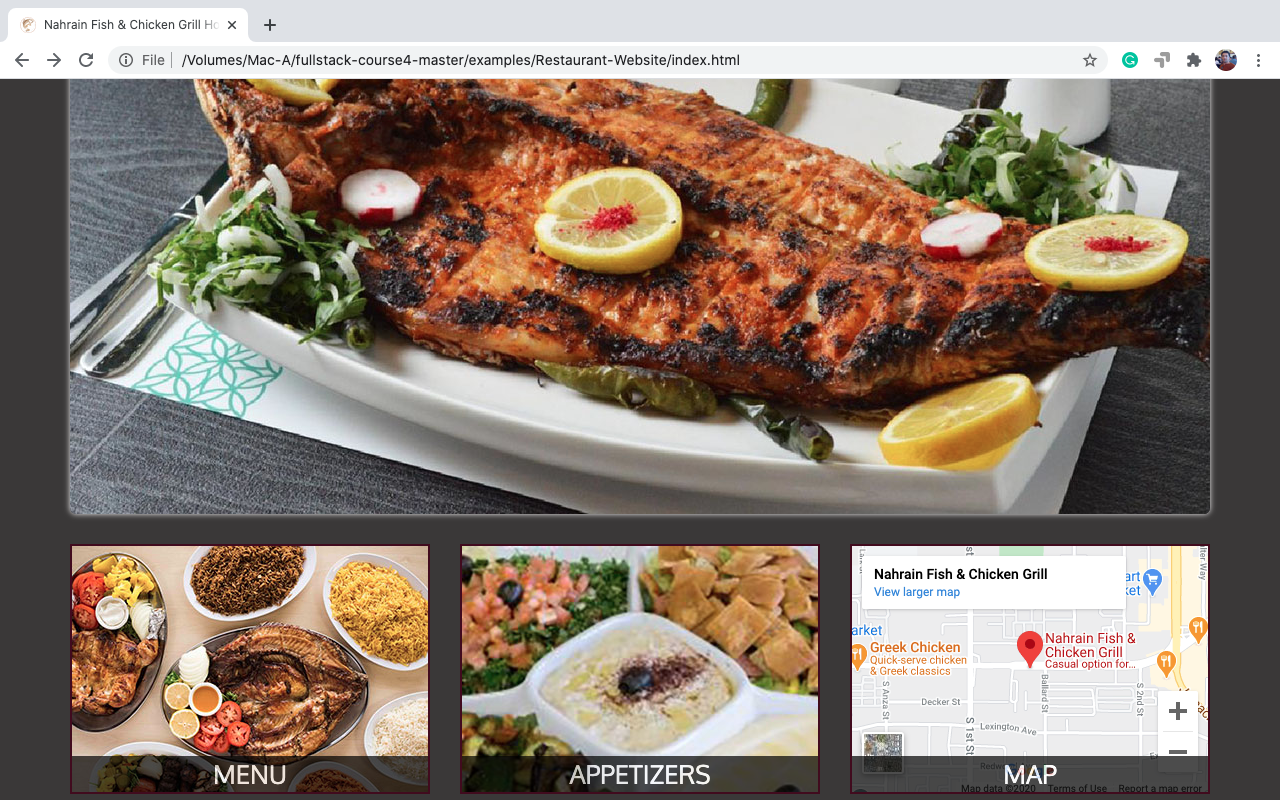 Nahrain Fish & Chicken Grill Ho
File
/Volumes/Mac-A/fullstack-course4-master/examples/Restaurant-Website/index.html
MENU
APPETIZERS
Nahrain Fish & Chicken Grill
View larger map
art
ket
arket
Greek Chicken
Quick-serve chicken
& Greek classics
Nahrain Fish &
Chicken Grill
Casual option for...
S Anza St
Decker St
Ballard St
S 2nd St
Lexington Ave
S 1st St
lter Way
MAP
Map data ©2020
Terms of Use
Report a map error